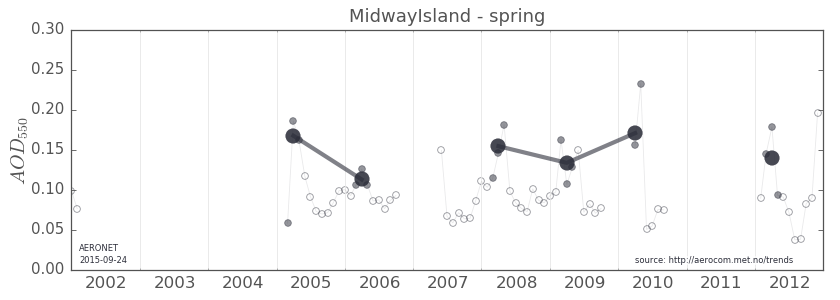 MidwayIsland - spring
0.30
0.25
0.20
0.15
0.10
0.05
0.00
AOD550
AERONET
2015-09-24
source: http://aerocom.met.no/trends
2002 2003 2004 2005 2006 2007 2008 2009 2010 2011 2012